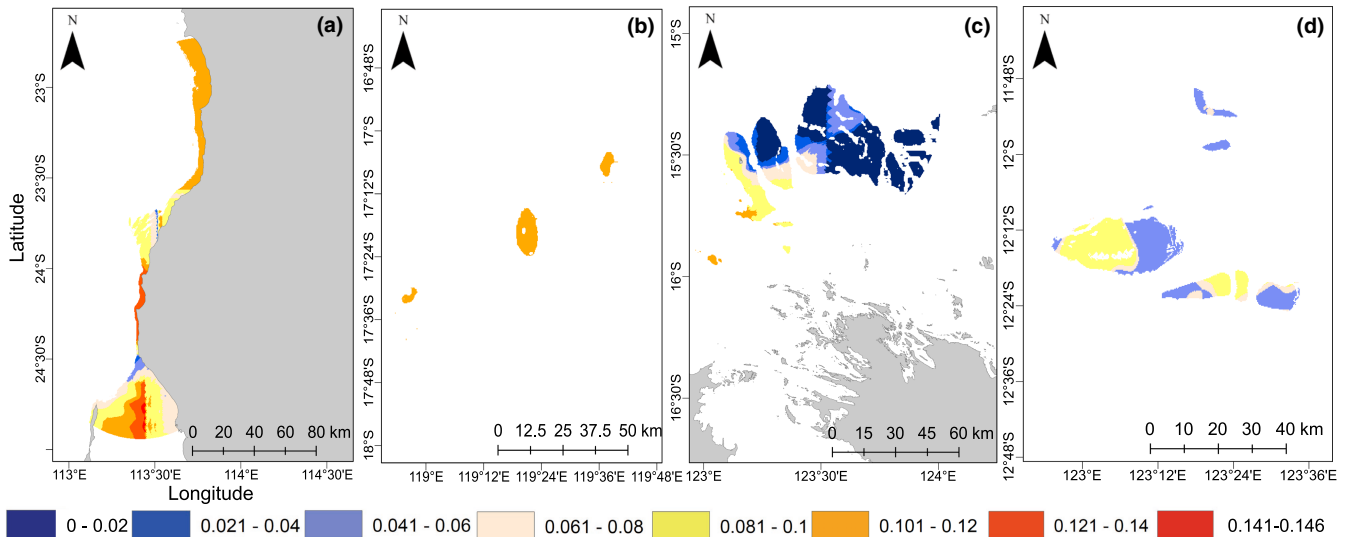 N
(a)
23°S
23°30'S
24°S
24°30'S
Latitude
0 20 40 60 80 km
113°E 113°30'E 114°E 114°30'E
Longitude
N
(b)
16°48'S
17°S
17°12'S
17°24'S
17°36'S
17°48'S
18°S
0 12.5 25 37.5 50 km
119°E 119°12'E 119°24'E 119°36'E 119°48'E
N
(c)
15°S
15°30'S
16°S
16°30'S
0 15 30 45 60 km
123°E 123°30'E 124°E
N
(d)
11°48'S
12°S
12°12'S
12°24'S
12°36'S
12°48'S
0 10 20 30 40 km
123°E 123°12'E 123°24'E 123°36'E
0 - 0.02 0.021 - 0.04 0.041 - 0.06 0.061 - 0.08 0.081 - 0.1 0.101 - 0.12 0.121 - 0.14 0.141-0.146